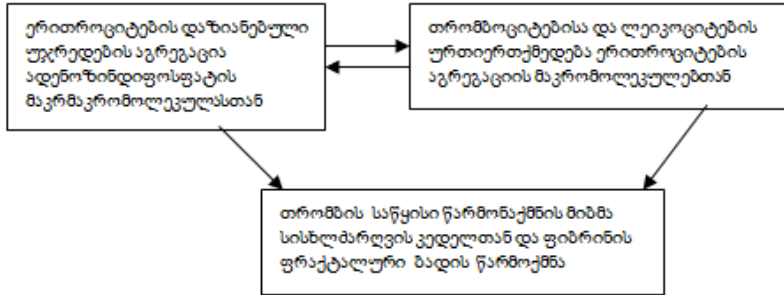 ერითროციტების დაზიანებული
უჯრედების აგრეგაცია
ადენოზინდიფოსფატის
მაკრმაკრომოლეკულასთან
თრომბოციტებისა და ლეიკოციტების
ურთიერთქმედება ერითროციტების
აგრეგაციის მაკრომოლეკულებთან
თრომბის საწყისი წარმონაქმნის მიბმა
სისხლძარღვის კედელთან და ფიბრინის
ფრაქტალური ბადის წარმოქმნა